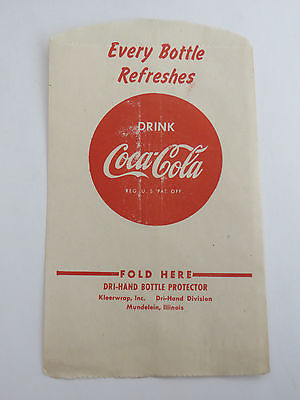 Every Bottle
Refreshes
DRINK
Coca-Cola
REG. U.S. PAT. OFF.
FOLD HERE
DRI-HAND BOTTLE PROTECTOR
Kleerwrap, Inc. Dri-Hand Division
Mundelein, Illinois